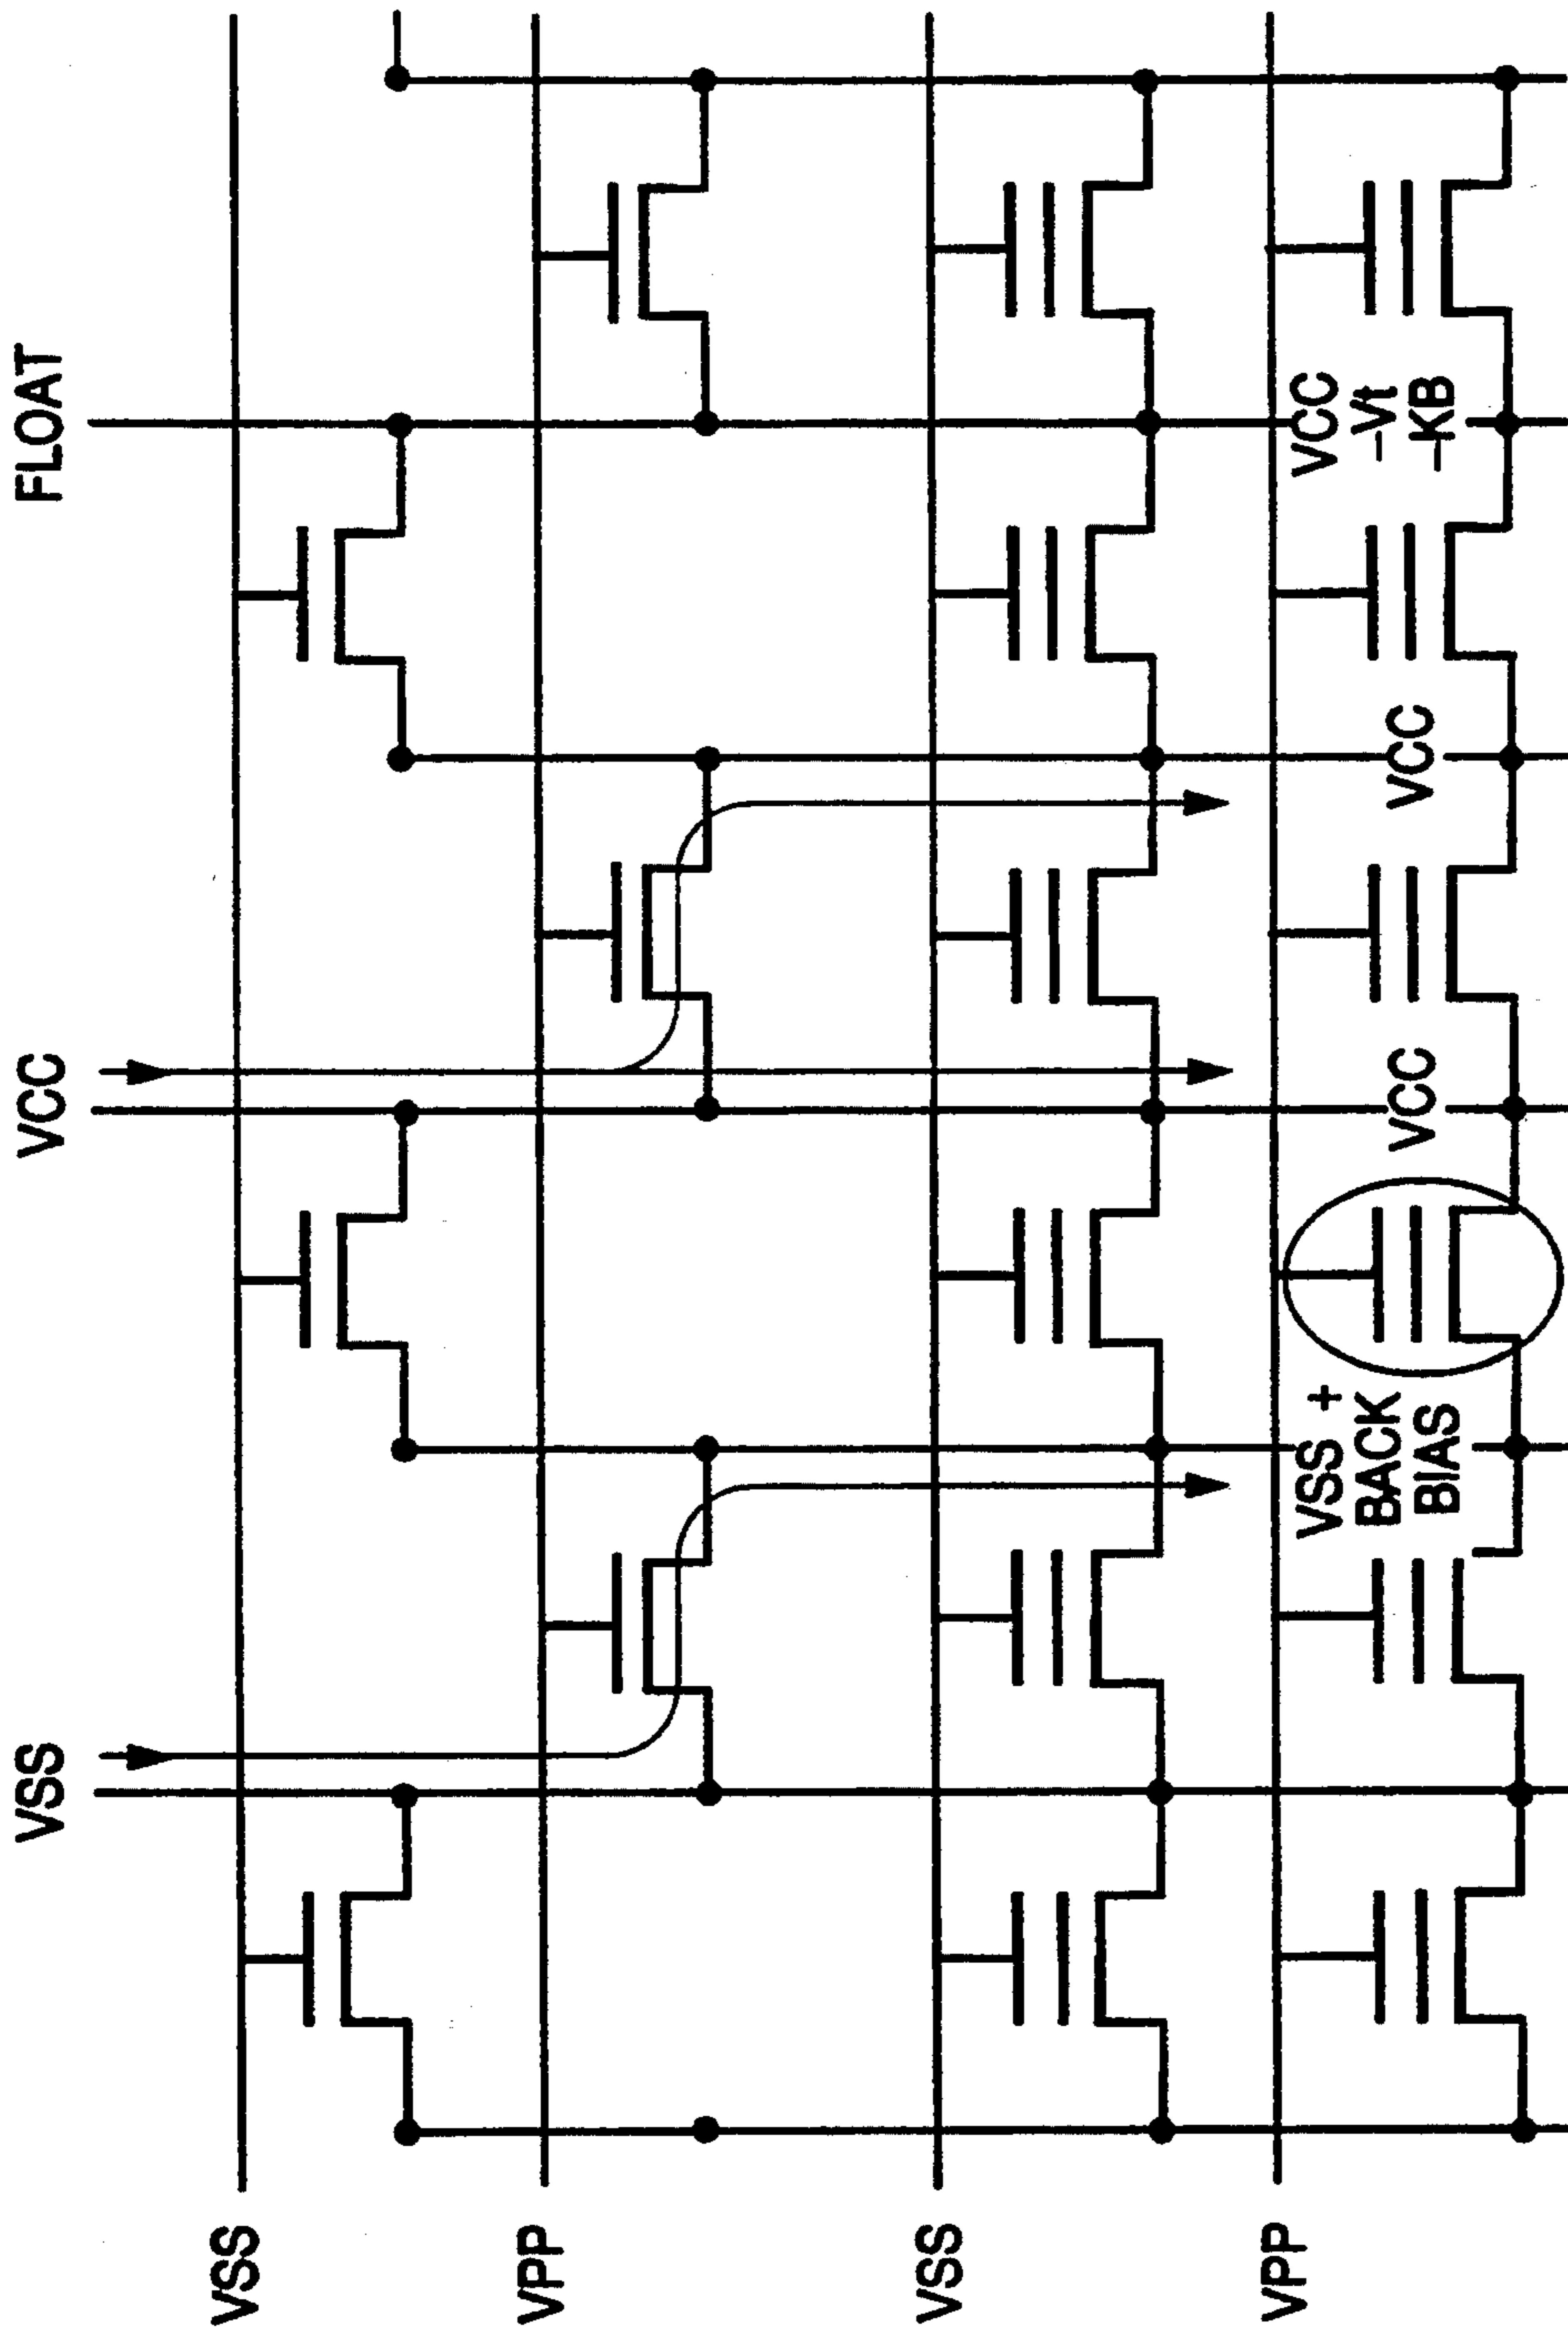 FLOAT
VCC
VSS
VSS
VPP
VSS
VPP
VCC
–Vt
–KB
VCC
VCC
VSS +
BACK
BIAS